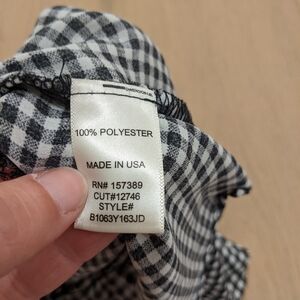 100% POLYESTER
MADE IN USA
RN# 157389
CUT#12746
STYLE#
B1063Y163JD